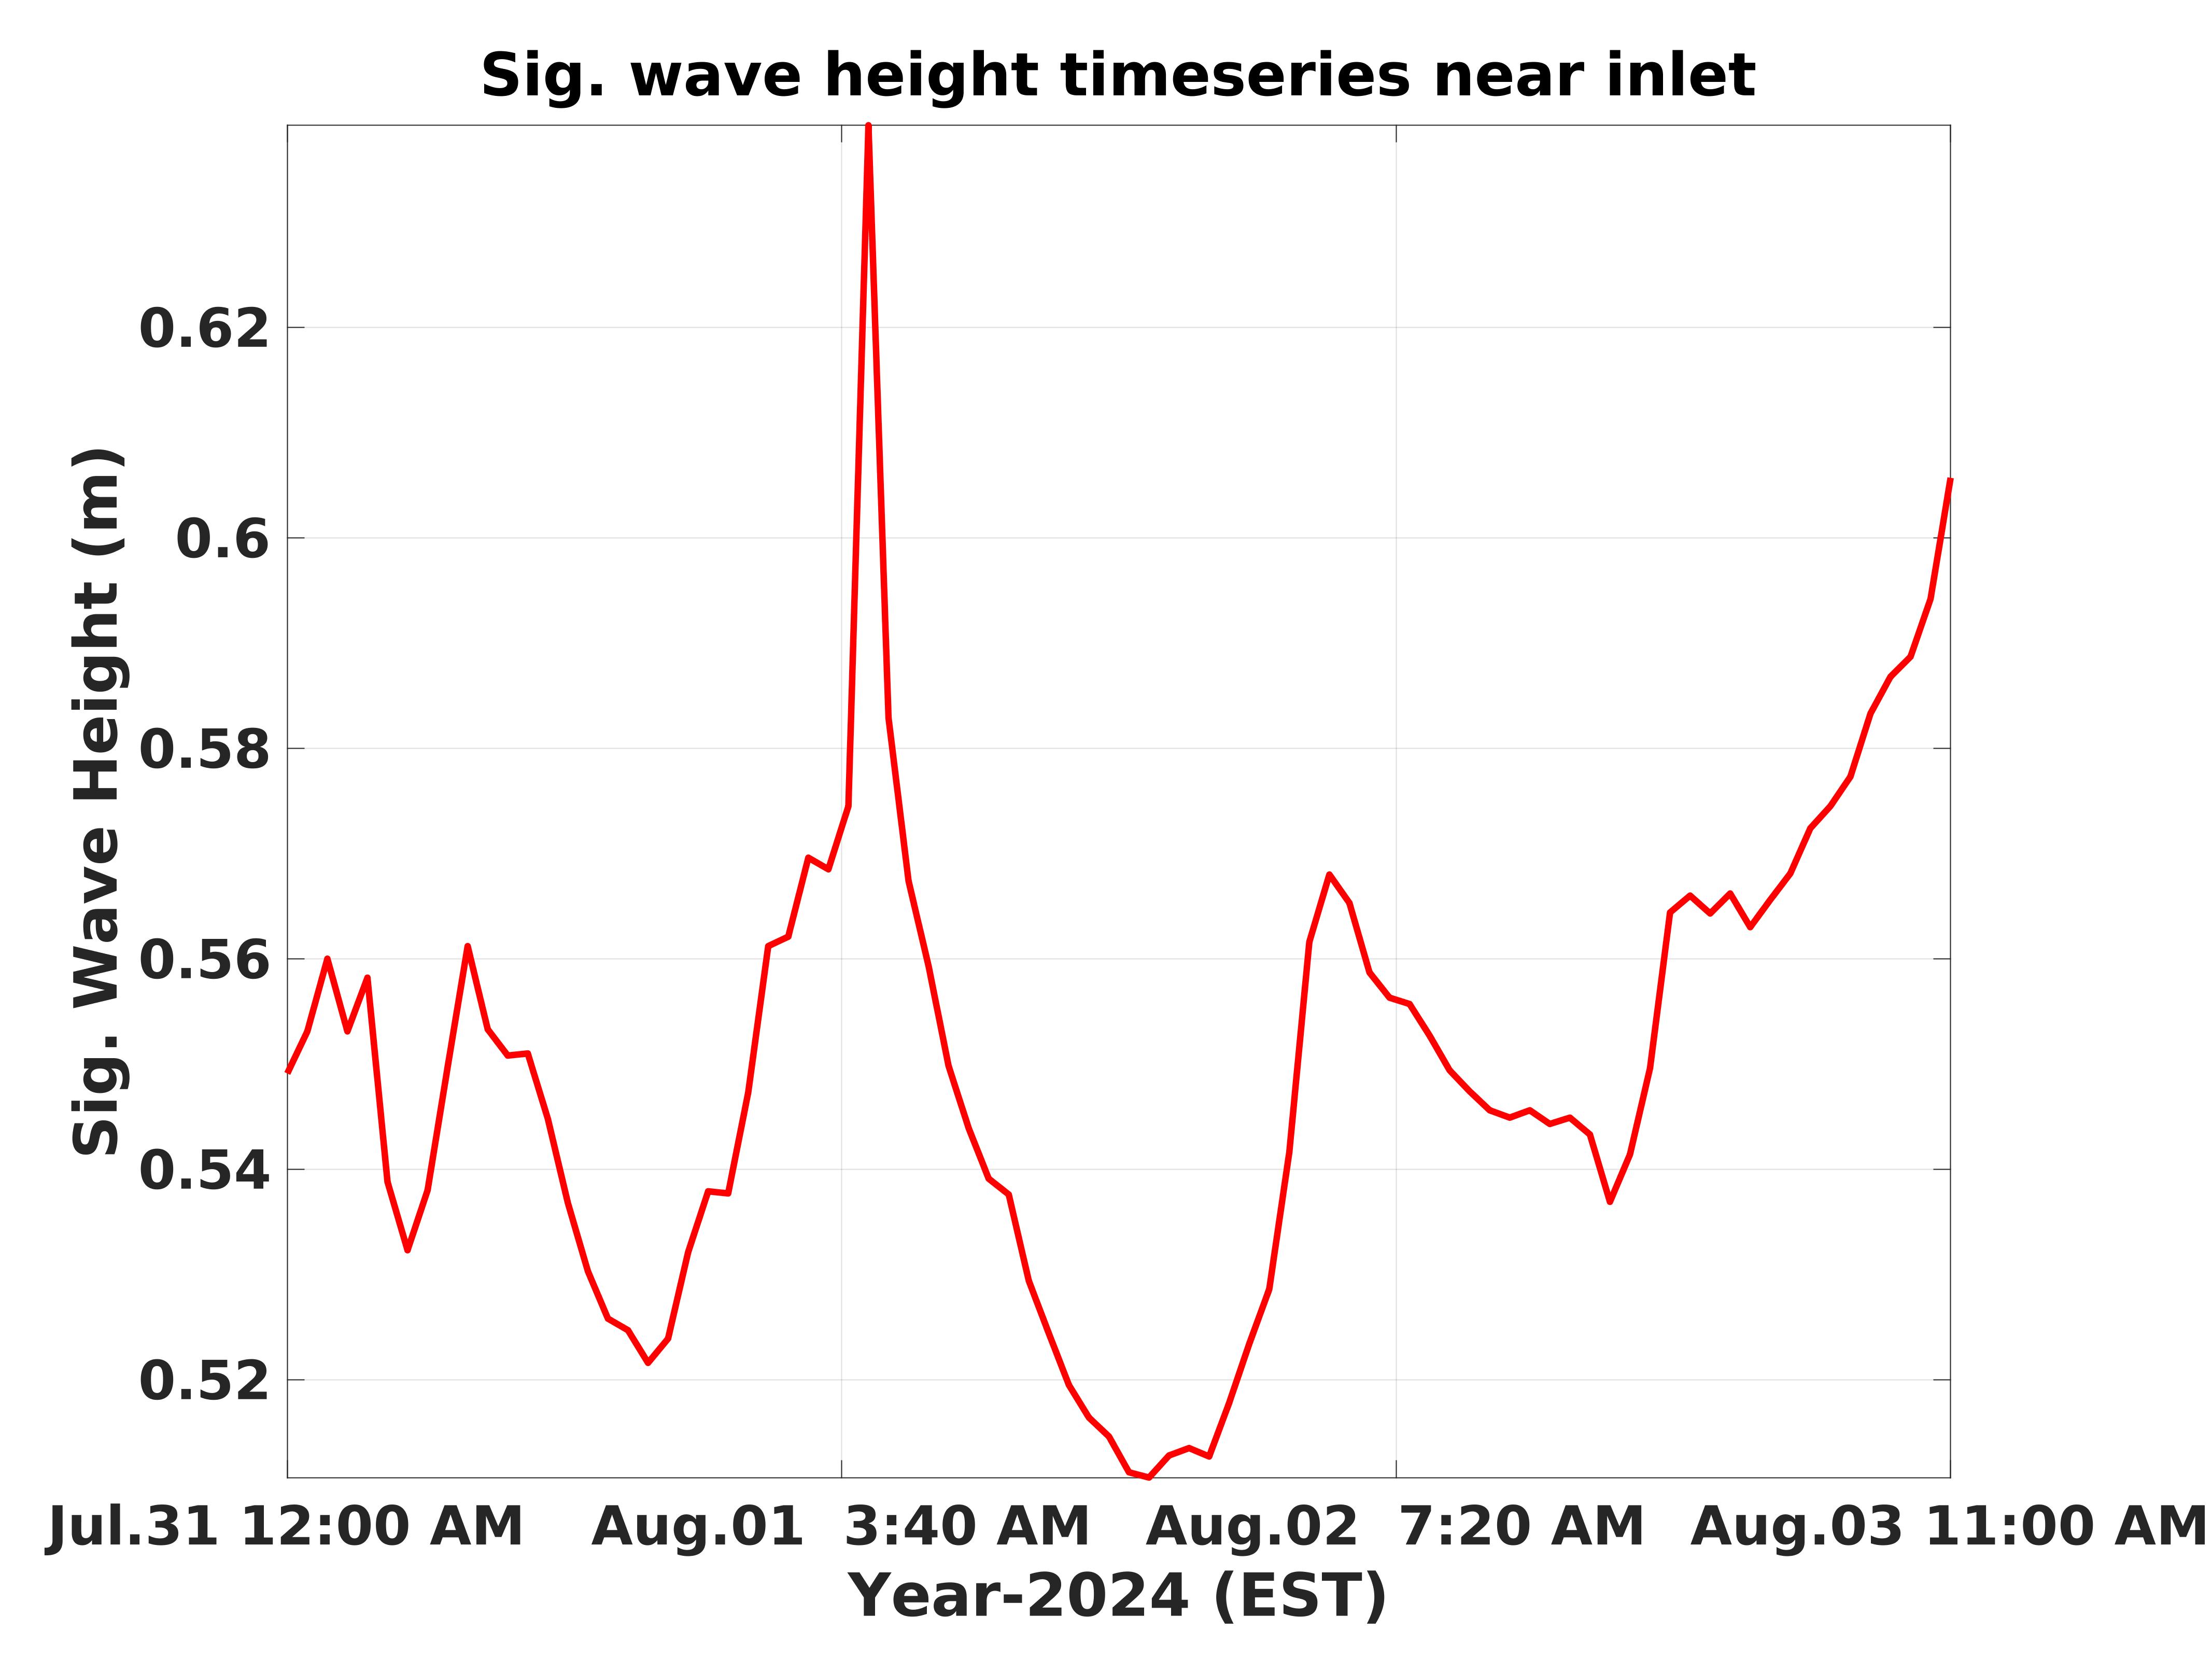 Sig. wave height timeseries near inlet
Sig. Wave Height (m)
0.62
0.6
0.58
0.56
0.54
0.52
Jul.31 12:00 AM Aug.01 3:40 AM Aug.02 7:20 AM Aug.03 11:00 AM
Year-2024 (EST)